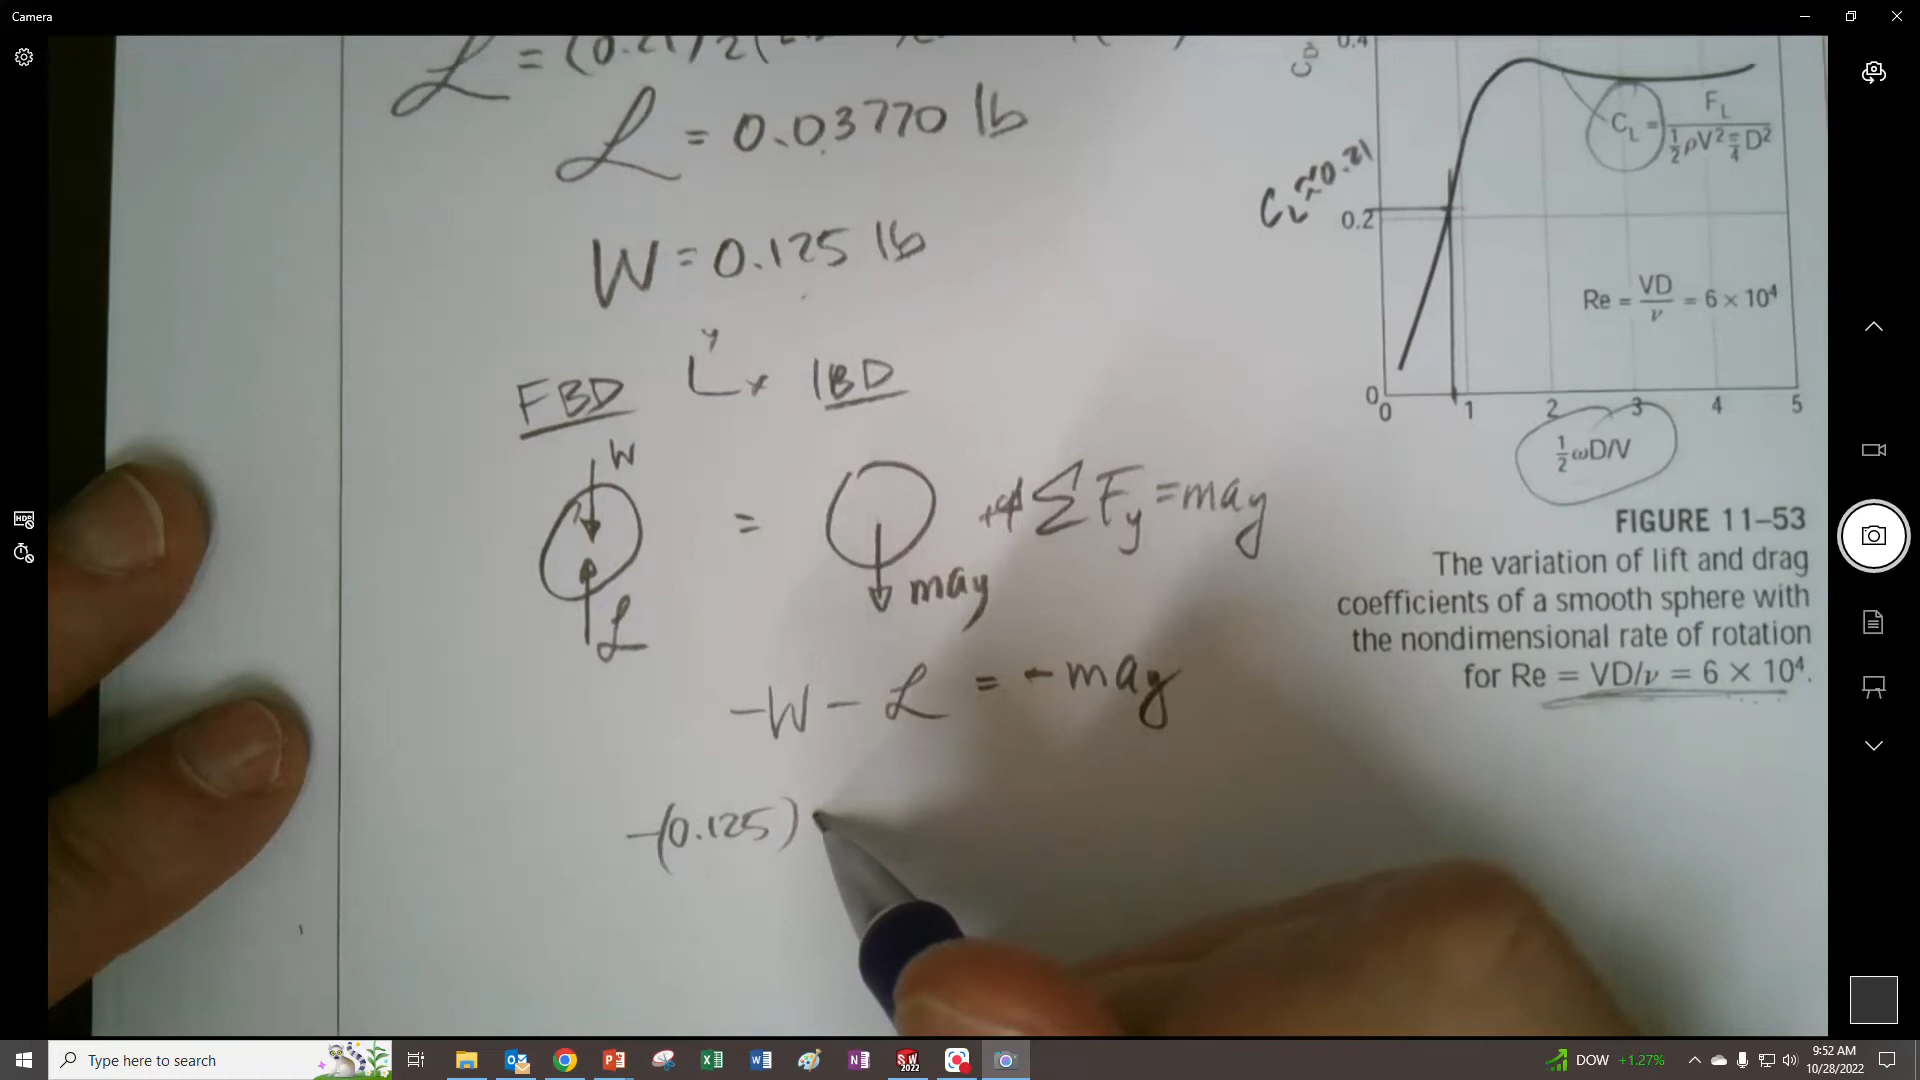 Camera
ℒ = (0.21)
ℒ = 0.03770 lb
W = 0.125 lb
FBD
y
x
IBD
W
ℒ
=
may
+ ΣFy = may
-W - ℒ = -may
-(0.125)
0.4
CD
CL = FL / ½ρV² π/4 D²
CL ≈ 0.21
0.2
Re = VD/ν = 6 × 10⁴
0
0 1 2 3 4 5
½ωD/V
FIGURE 11–53
The variation of lift and drag
coefficients of a smooth sphere with
the nondimensional rate of rotation
for Re = VD/ν = 6 × 10⁴.
Type here to search
DOW +1.27%
9:52 AM
10/28/2022